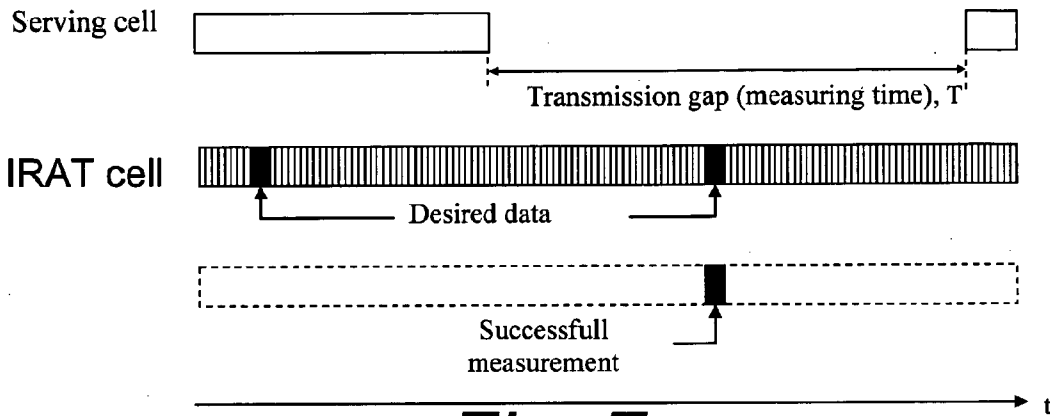 Serving cell
Transmission gap (measuring time), T'
IRAT cell
Desired data
Successfull
measurement
t